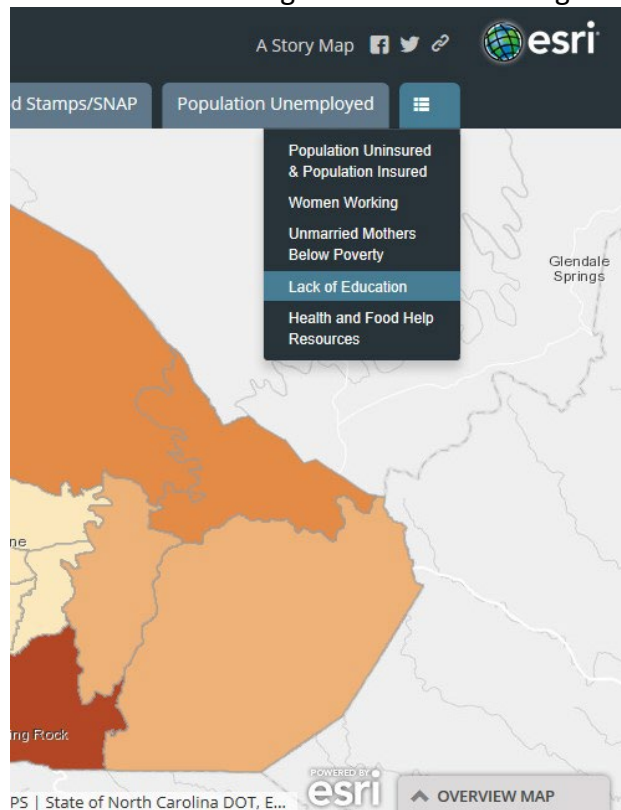 A Story Map
esri
d Stamps/SNAP
Population Unemployed
Population Uninsured
& Population Insured
Women Working
Unmarried Mothers
Below Poverty
Lack of Education
Health and Food Help
Resources
Glendale
Springs
ne
ing Rock
POWERED BY
esri
PS | State of North Carolina DOT, E...
OVERVIEW MAP